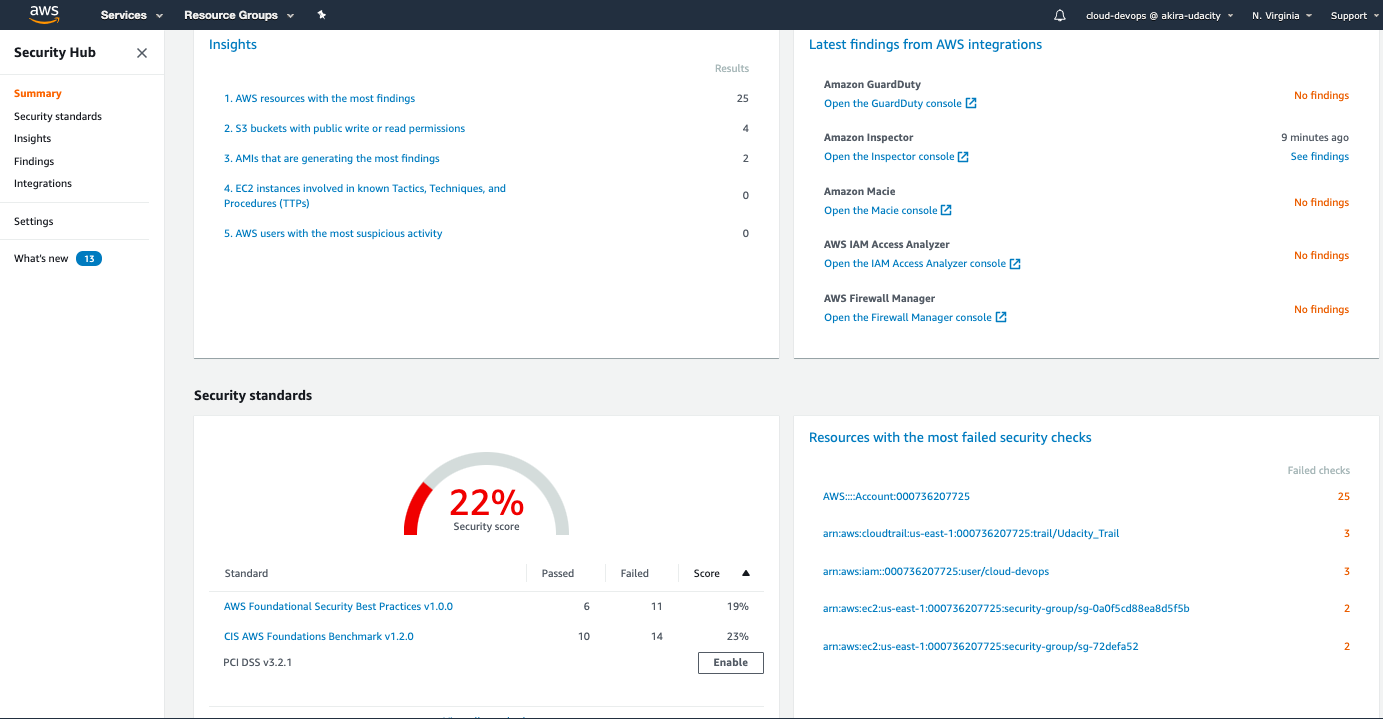 aws
Services
Resource Groups
cloud-devops @ akira-udacity
N. Virginia
Support
Security Hub
Summary
Security standards
Insights
Findings
Integrations
Settings
What's new 13
Insights
Results
1. AWS resources with the most findings 25
2. S3 buckets with public write or read permissions 4
3. AMIs that are generating the most findings 2
4. EC2 instances involved in known Tactics, Techniques, and
Procedures (TTPs) 0
5. AWS users with the most suspicious activity 0
Latest findings from AWS integrations
Amazon GuardDuty
Open the GuardDuty console
No findings
Amazon Inspector
9 minutes ago
Open the Inspector console
See findings
Amazon Macie
Open the Macie console
No findings
AWS IAM Access Analyzer
Open the IAM Access Analyzer console
No findings
AWS Firewall Manager
Open the Firewall Manager console
No findings
Security standards
22%
Security score
Standard Passed Failed Score
AWS Foundational Security Best Practices v1.0.0 6 11 19%
CIS AWS Foundations Benchmark v1.2.0 10 14 23%
PCI DSS v3.2.1 Enable
Resources with the most failed security checks
Failed checks
AWS::::Account:000736207725 25
arn:aws:cloudtrail:us-east-1:000736207725:trail/Udacity_Trail 3
arn:aws:iam::000736207725:user/cloud-devops 3
arn:aws:ec2:us-east-1:000736207725:security-group/sg-0a0f5cd88ea8d5f5b 2
arn:aws:ec2:us-east-1:000736207725:security-group/sg-72defa52 2